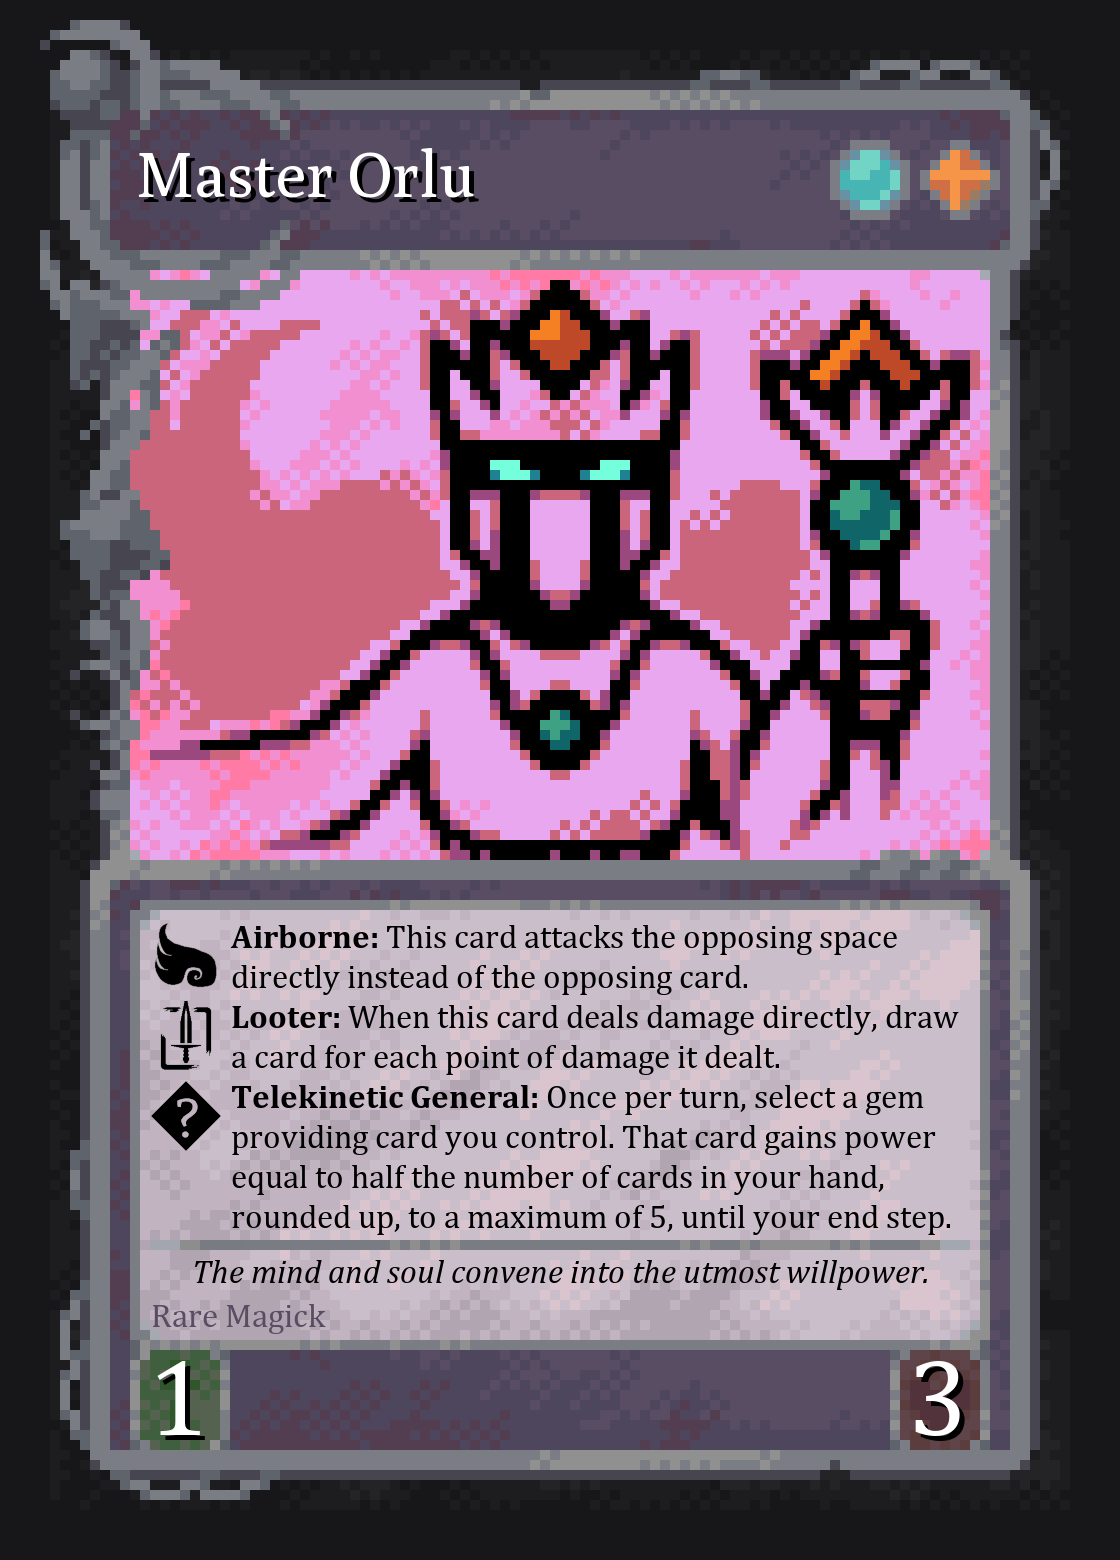 Master Orlu
Airborne: This card attacks the opposing space
directly instead of the opposing card.
Looter: When this card deals damage directly, draw
a card for each point of damage it dealt.
?
Telekinetic General: Once per turn, select a gem
providing card you control. That card gains power
equal to half the number of cards in your hand,
rounded up, to a maximum of 5, until your end step.
The mind and soul convene into the utmost willpower.
Rare Magick
1
3